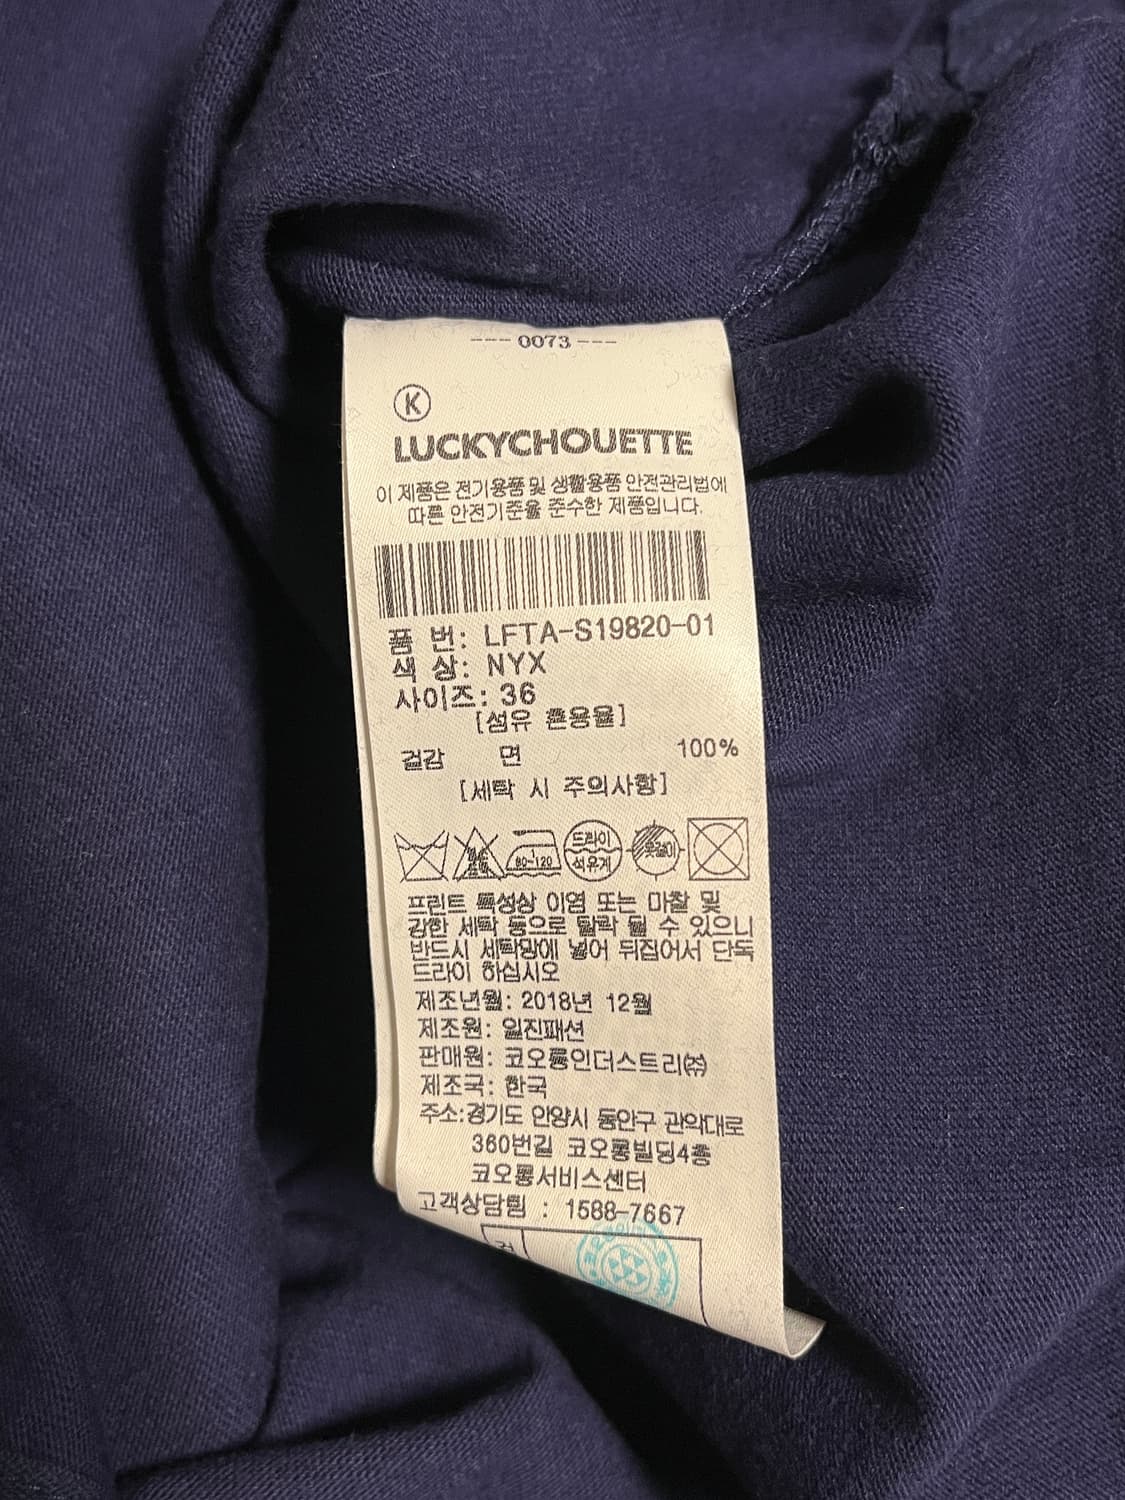 --- 0073 ---
K
LUCKYCHOUETTE
이 제품은 전기용품 및 생활용품 안전관리법에
따른 안전기준을 준수한 제품입니다.
품 번: LFTA-S19820-01
색 상: NYX
사이즈: 36
[섬유 혼용율]
겉감 면 100%
[세탁 시 주의사항]
80-120 드라이 옷걸이
석유계
프린트 특성상 이염 또는 마찰 및
강한 세탁 등으로 탈락 될 수 있으니
반드시 세탁망에 넣어 뒤집어서 단독
드라이 하십시오
제조년월: 2018년 12월
제조원: 일진패션
판매원: 코오롱인더스트리㈜
제조국: 한국
주소:경기도 안양시 동안구 관악대로
360번길 코오롱빌딩4층
코오롱서비스센터
고객상담팀 : 1588-7667